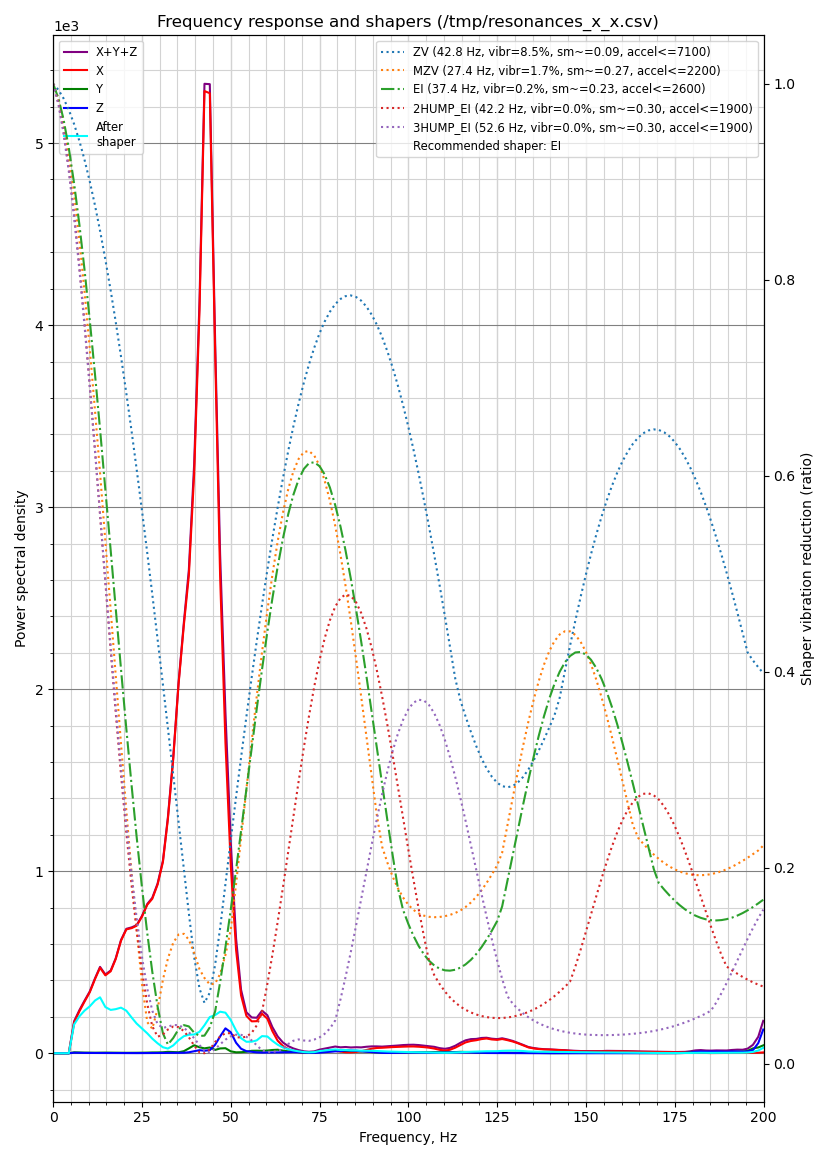 Frequency response and shapers (/tmp/resonances_x_x.csv)
1e3
X+Y+Z
X
Y
Z
After
shaper
ZV (42.8 Hz, vibr=8.5%, sm~=0.09, accel<=7100)
MZV (27.4 Hz, vibr=1.7%, sm~=0.27, accel<=2200)
EI (37.4 Hz, vibr=0.2%, sm~=0.23, accel<=2600)
2HUMP_EI (42.2 Hz, vibr=0.0%, sm~=0.30, accel<=1900)
3HUMP_EI (52.6 Hz, vibr=0.0%, sm~=0.30, accel<=1900)
Recommended shaper: EI
5
4
3
2
1
0
Power spectral density
1.0
0.8
0.6
0.4
0.2
0.0
Shaper vibration reduction (ratio)
0 25 50 75 100 125 150 175 200
Frequency, Hz